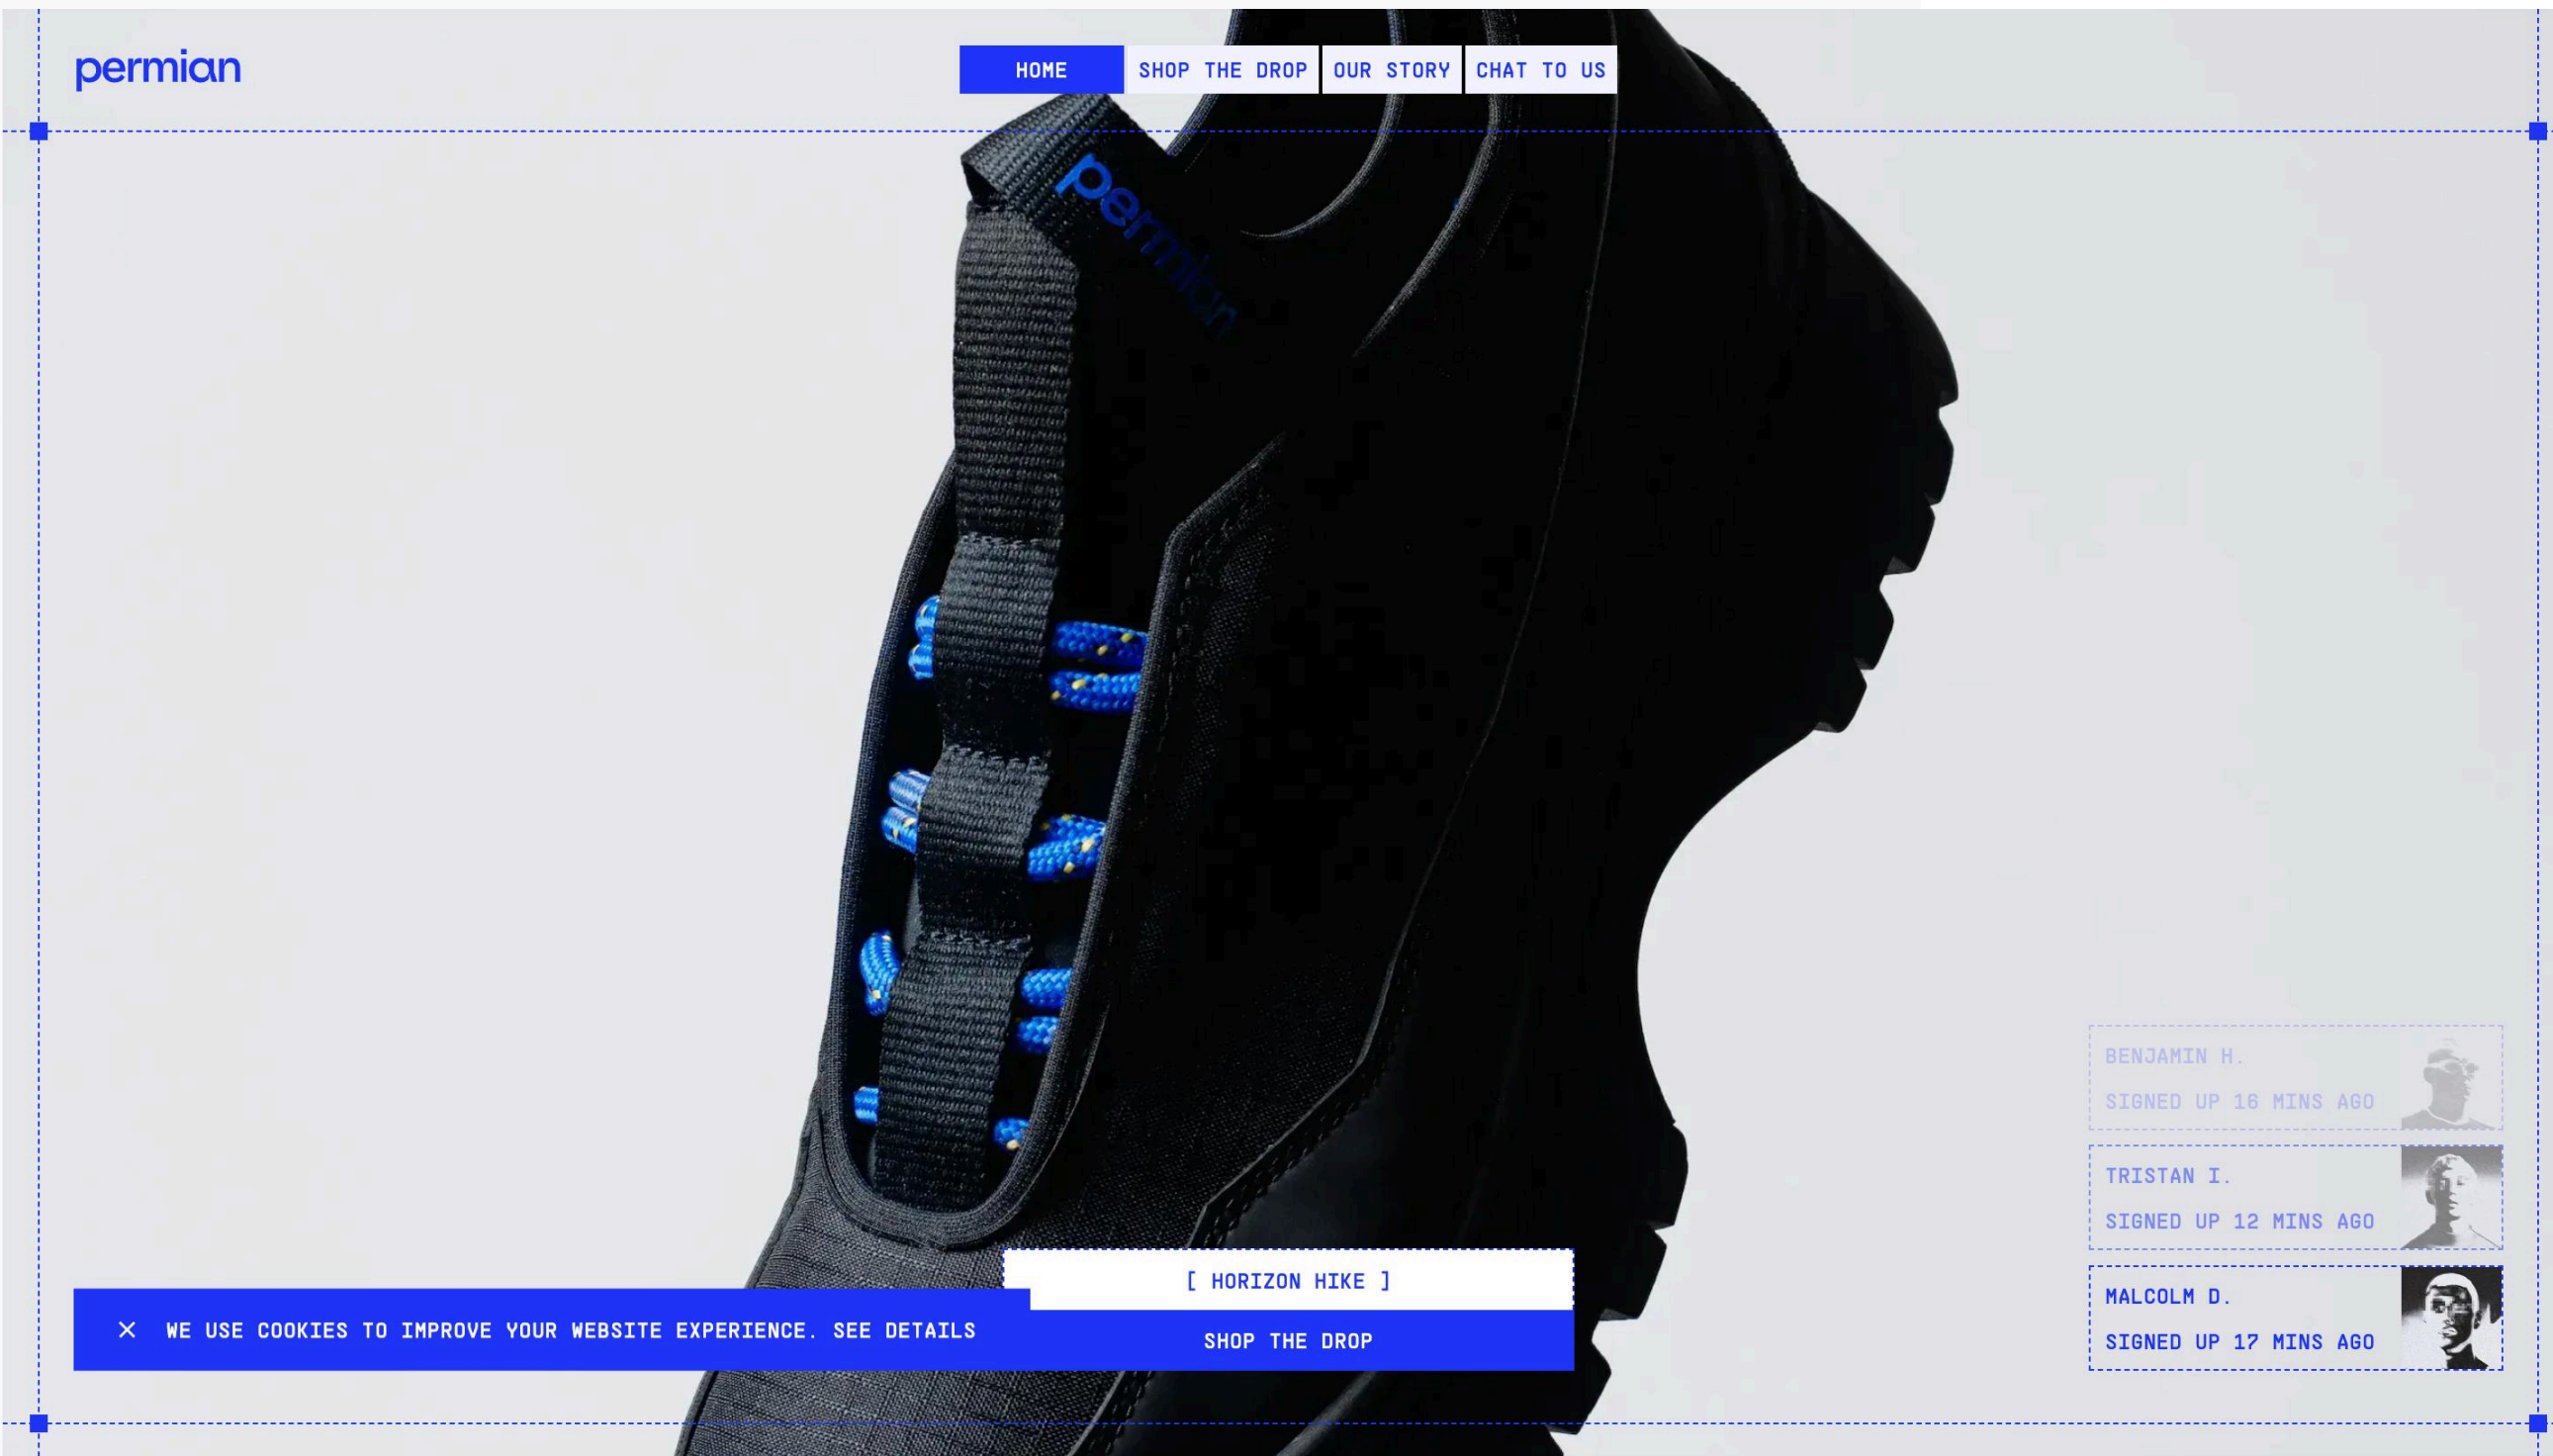 permian
HOME
SHOP THE DROP
OUR STORY
CHAT TO US
permian
BENJAMIN H.
SIGNED UP 16 MINS AGO
TRISTAN I.
SIGNED UP 12 MINS AGO
MALCOLM D.
SIGNED UP 17 MINS AGO
[ HORIZON HIKE ]
SHOP THE DROP
WE USE COOKIES TO IMPROVE YOUR WEBSITE EXPERIENCE. SEE DETAILS